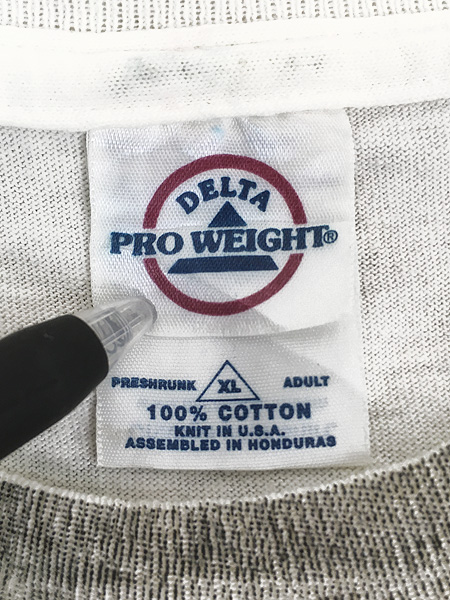 DELTA
PRO WEIGHT®
PRESHRUNK XL ADULT
100% COTTON
KNIT IN U.S.A.
ASSEMBLED IN HONDURAS